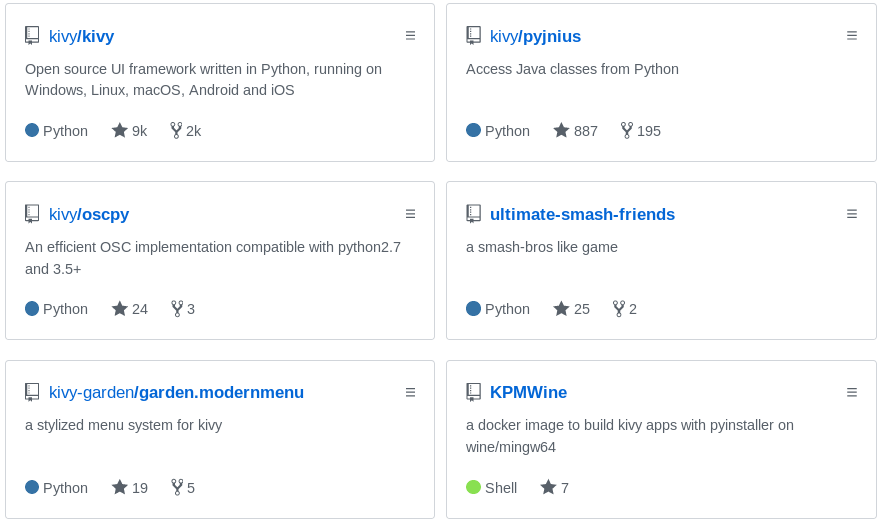 kivy/kivy
Open source UI framework written in Python, running on
Windows, Linux, macOS, Android and iOS
Python 9k 2k
kivy/pyjnius
Access Java classes from Python
Python 887 195
kivy/oscpy
An efficient OSC implementation compatible with python2.7
and 3.5+
Python 24 3
ultimate-smash-friends
a smash-bros like game
Python 25 2
kivy-garden/garden.modernmenu
a stylized menu system for kivy
Python 19 5
KPMWine
a docker image to build kivy apps with pyinstaller on
wine/mingw64
Shell 7